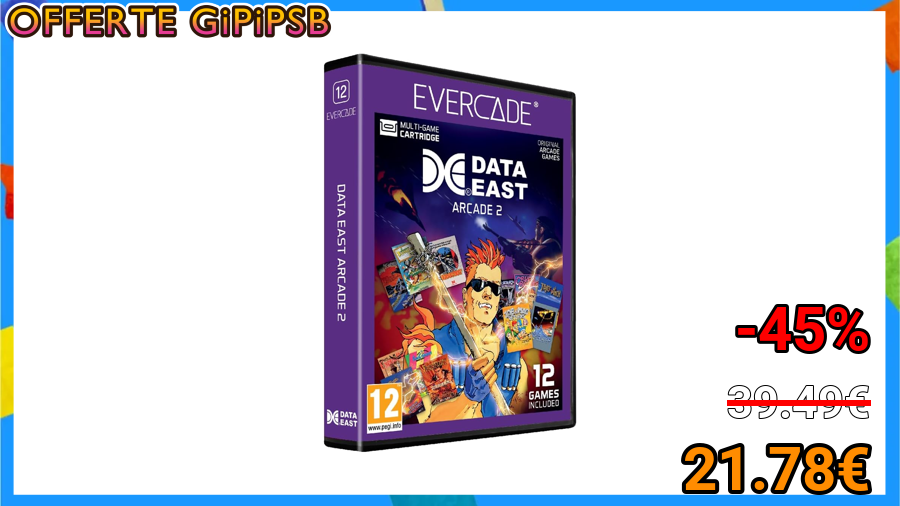 OFFERTE GiPiPSB
12
EVERCADE
DATA EAST ARCADE 2
DATA
EAST
EVERCADE®
MULTI-GAME
CARTRIDGE
ORIGINAL
ARCADE
GAMES
DATA
®EAST
ARCADE 2
12
GAMES
INCLUDED
12
www.pegi.info
-45%
39.49€
21.78€